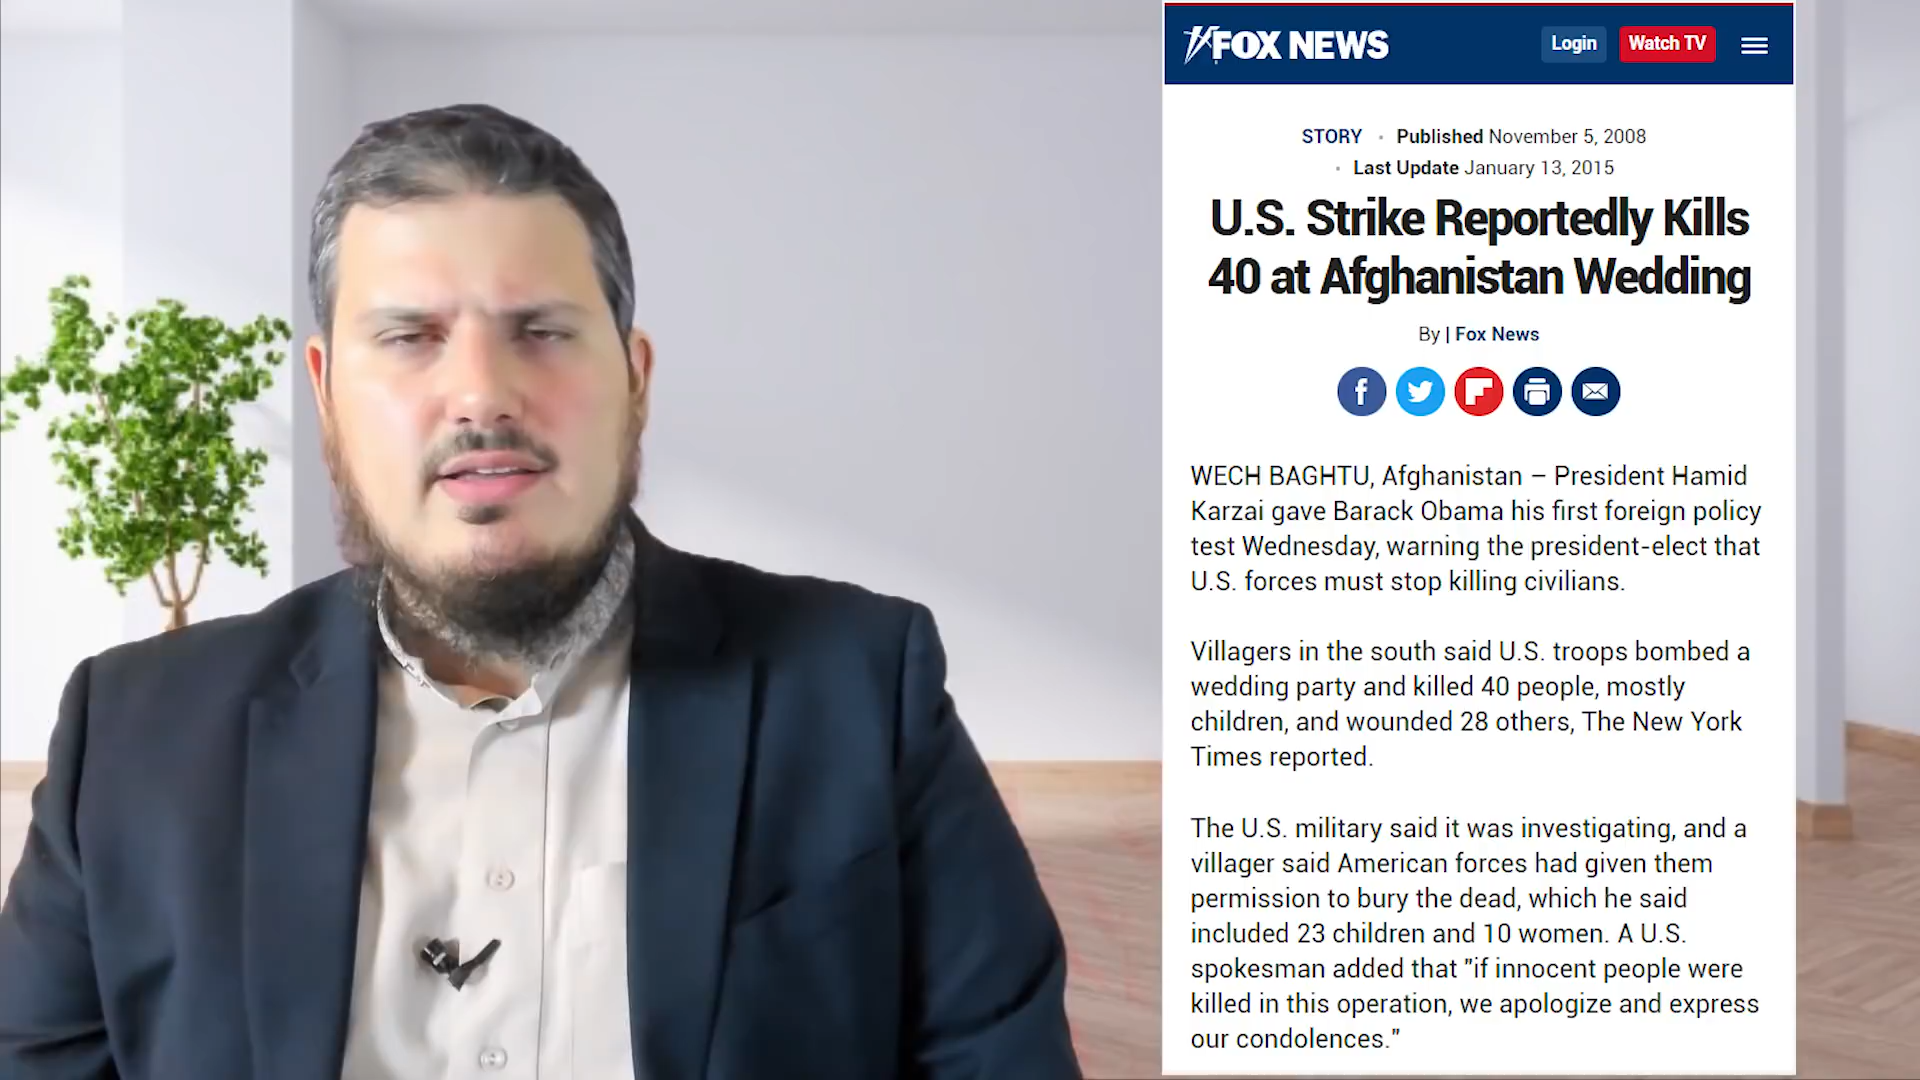 FOX NEWS
Login
Watch TV
STORY · Published November 5, 2008
· Last Update January 13, 2015
U.S. Strike Reportedly Kills
40 at Afghanistan Wedding
By | Fox News
WECH BAGHTU, Afghanistan – President Hamid
Karzai gave Barack Obama his first foreign policy
test Wednesday, warning the president-elect that
U.S. forces must stop killing civilians.
Villagers in the south said U.S. troops bombed a
wedding party and killed 40 people, mostly
children, and wounded 28 others, The New York
Times reported.
The U.S. military said it was investigating, and a
villager said American forces had given them
permission to bury the dead, which he said
included 23 children and 10 women. A U.S.
spokesman added that "if innocent people were
killed in this operation, we apologize and express
our condolences."